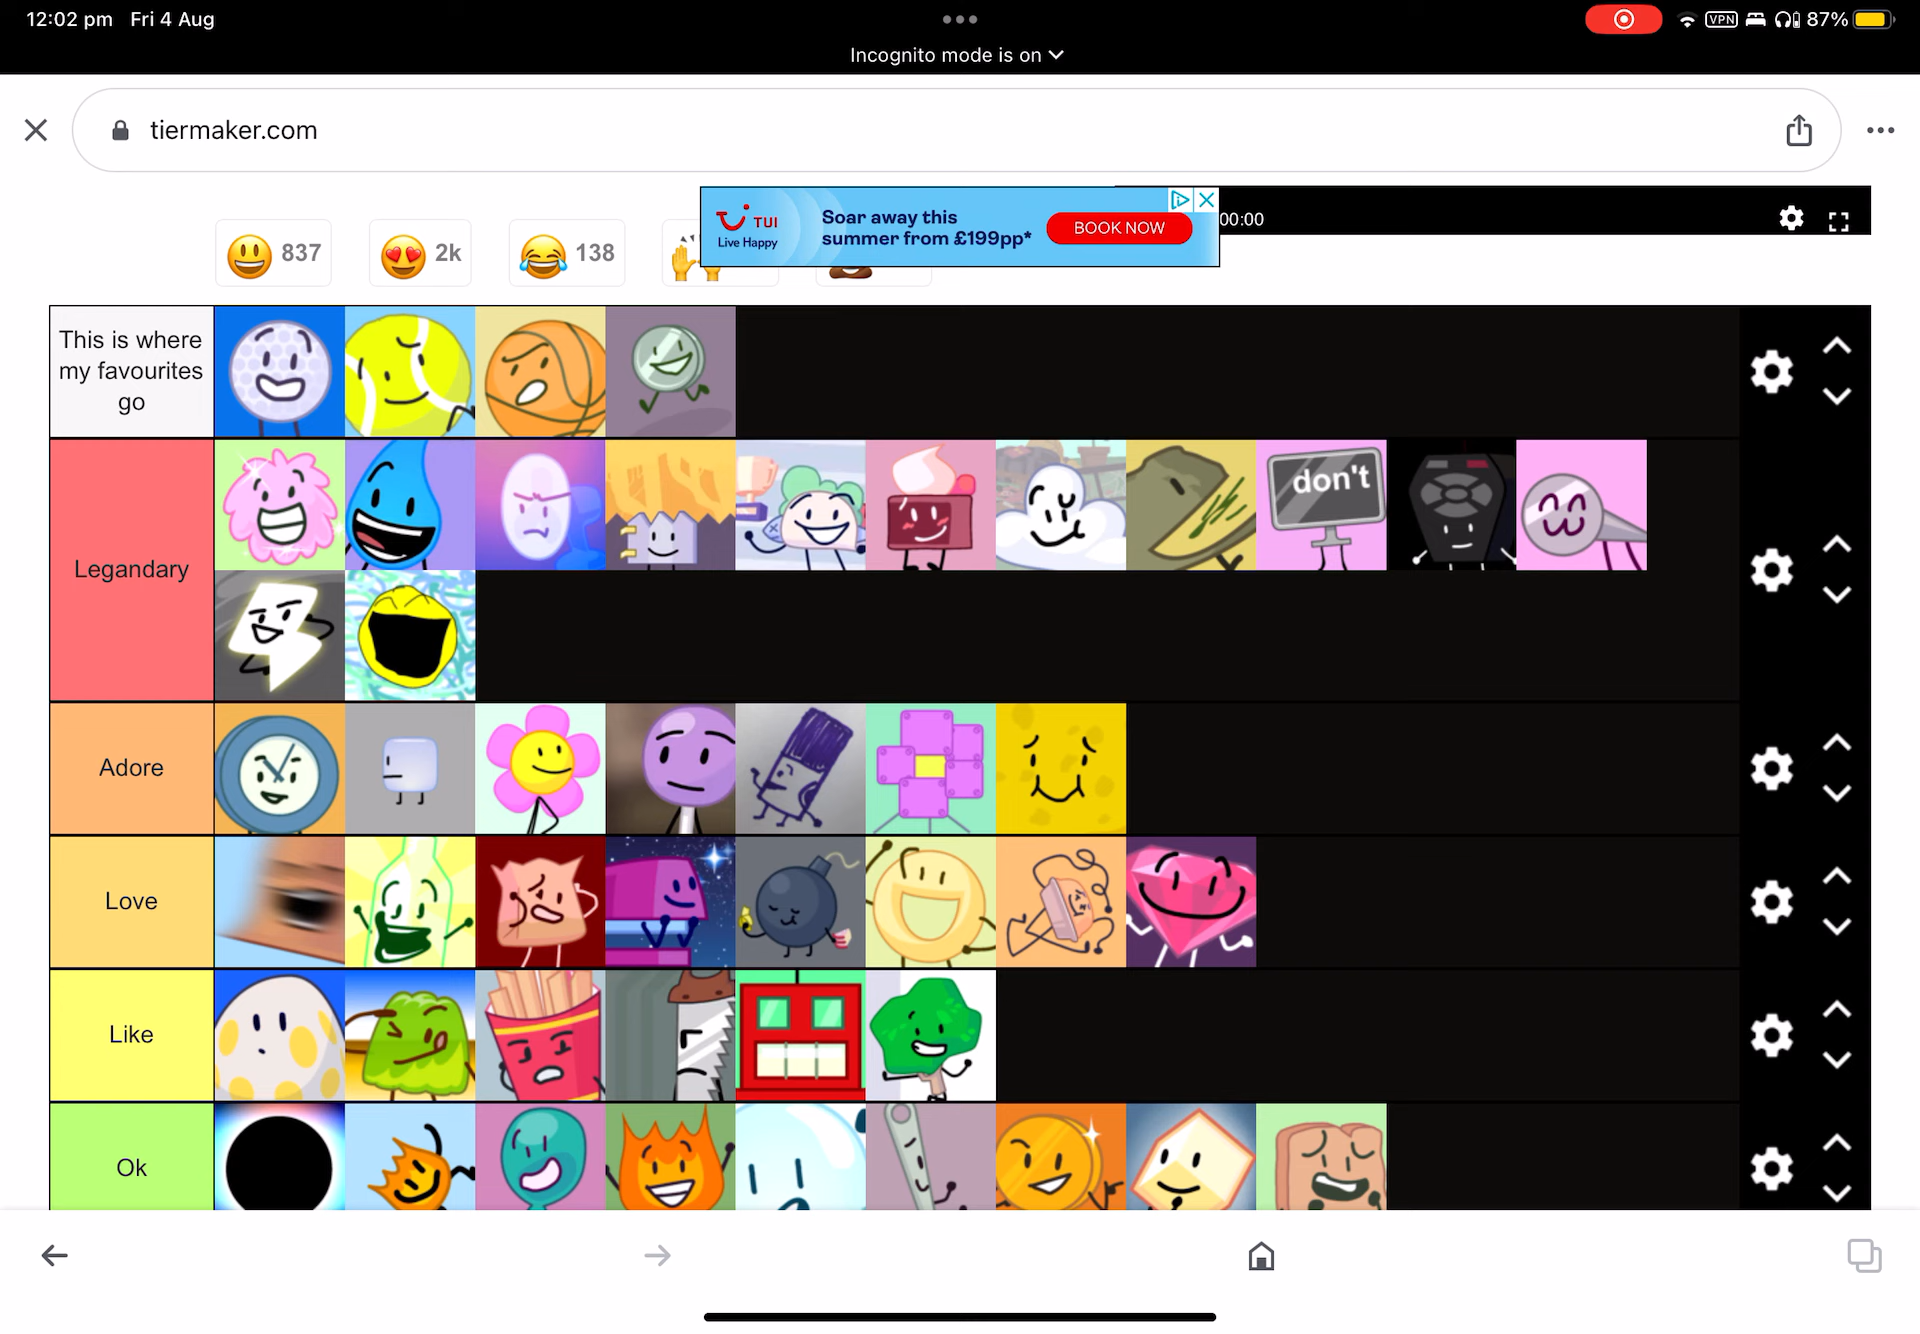 12:02 pm Fri 4 Aug
VPN 87%
Incognito mode is on
tiermaker.com
TUI
Live Happy
Soar away this
summer from £199pp*
BOOK NOW
00:00
837
2k
138
This is where
my favourites
go
Legandary
don't
Adore
Love
Like
Ok